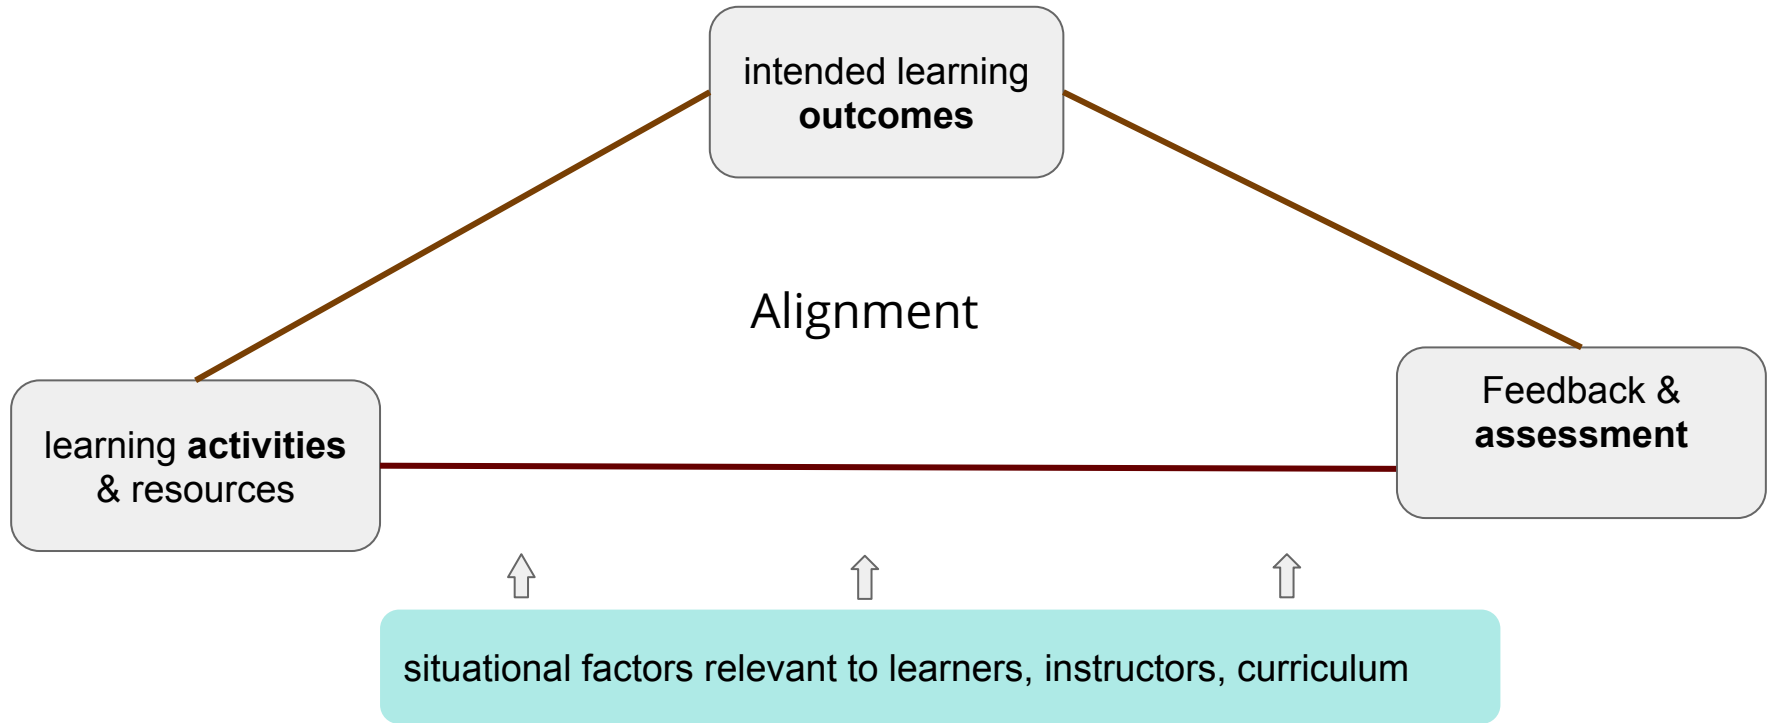 intended learning
outcomes
Alignment
learning activities
& resources
Feedback &
assessment
situational factors relevant to learners, instructors, curriculum